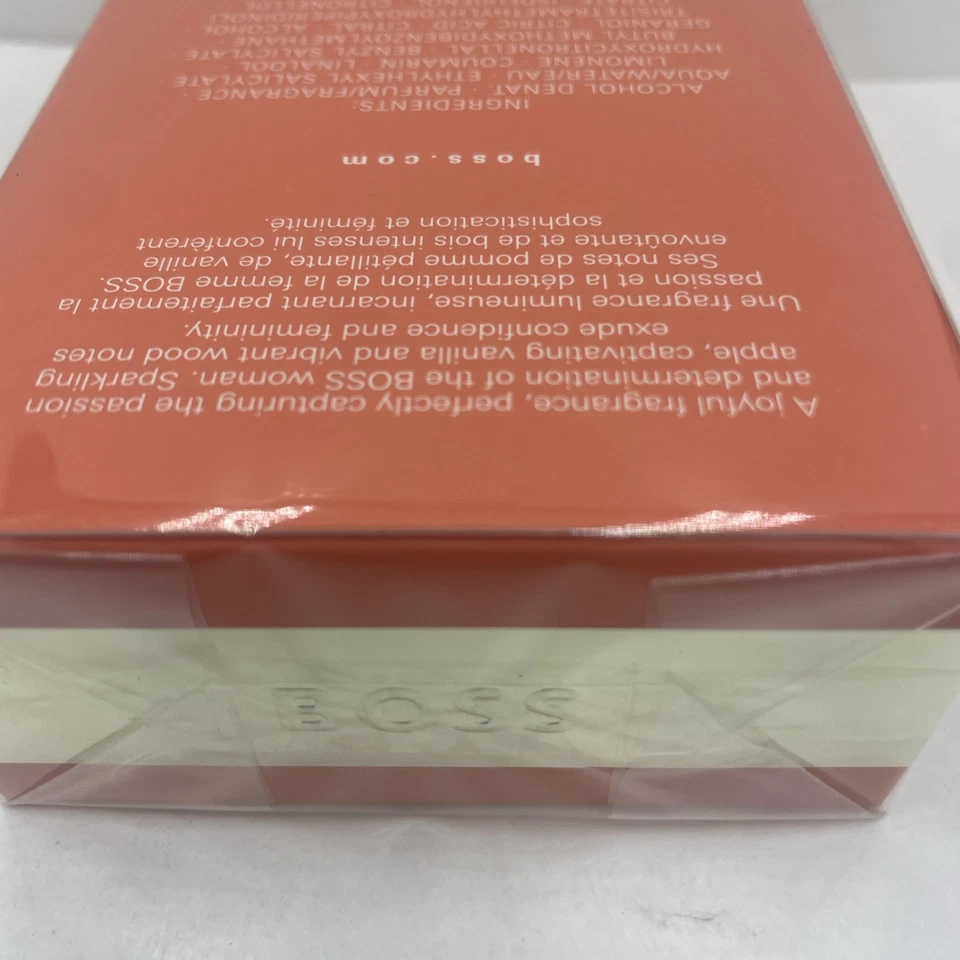 A joyful fragrance, perfectly capturing the passion
and determination of the BOSS woman. Sparkling
apple, captivating vanilla and vibrant wood notes
exude confidence and femininity.
Une fragrance lumineuse, incarnant parfaitement la
passion et la détermination de la femme BOSS.
Ses notes de pomme pétillante, de vanille
envoûtante et de bois intenses lui confèrent
sophistication et féminité.
boss.com
INGREDIENTS:
ALCOHOL DENAT · PARFUM/FRAGRANCE ·
AQUA/WATER/EAU · ETHYLHEXYL SALICYLATE
LIMONENE · COUMARIN · LINALOOL
HYDROXYCITRONELLAL · BENZYL SALICYLATE
BUTYL METHOXYDIBENZOYLMETHANE
GERANIOL · CITRIC ACID · CITRAL · ALCOHOL
TRIS(TETRAMETHYLHYDROXYPIPERIDINOL)
CITRATE
BOSS